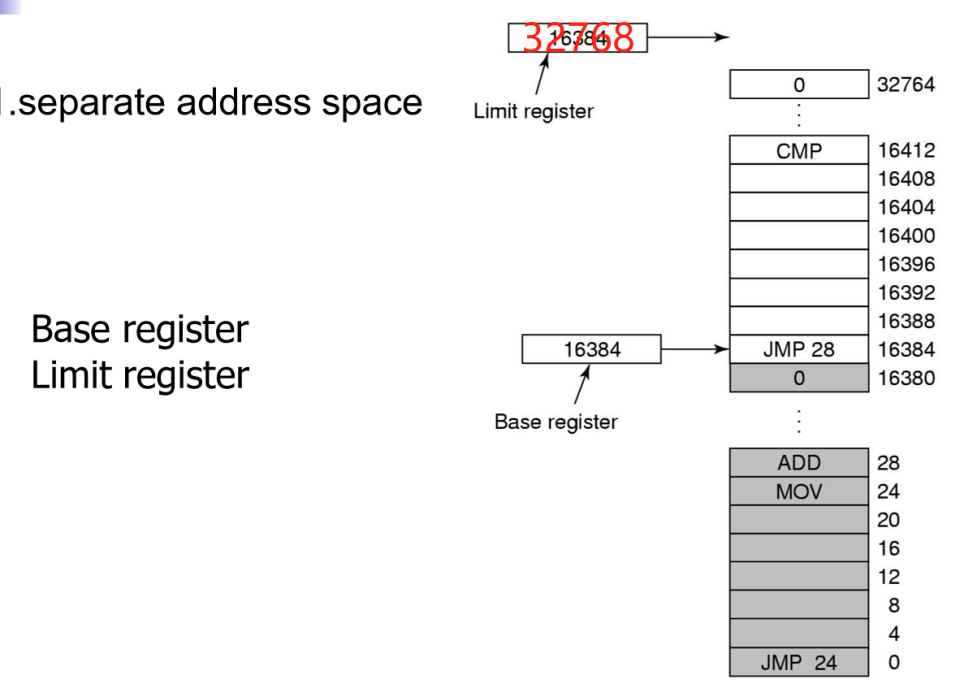 1.separate address space
Base register
Limit register
32768
16384
Limit register
0 32764
CMP 16412
16408
16404
16400
16396
16392
16388
16384 JMP 28 16384
0 16380
Base register
ADD 28
MOV 24
20
16
12
8
4
JMP 24 0